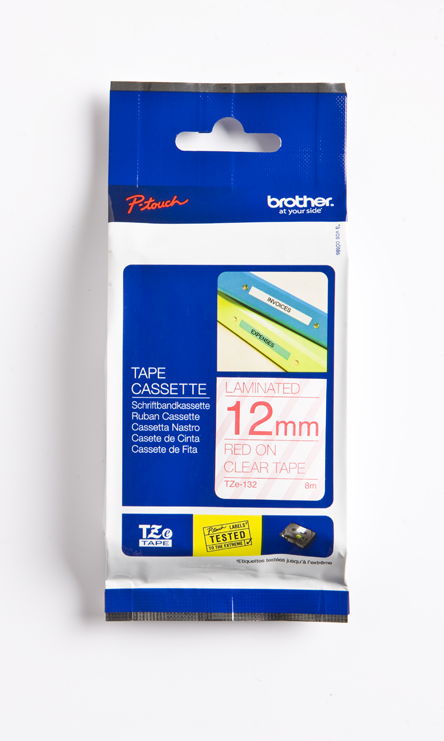 P-touch
brother
at your side
INVOICES
EXPENSES
TAPE
CASSETTE
Schriftbandkassette
Ruban Cassette
Cassetta Nastro
Casete de Cinta
Cassete de Fita
LAMINATED
12mm
RED ON
CLEAR TAPE
TZe-132 8m
TZe
TAPE
P-touch LABELS*
TESTED
TO THE EXTREME
*Etiquettes testées jusqu'à l'extrême